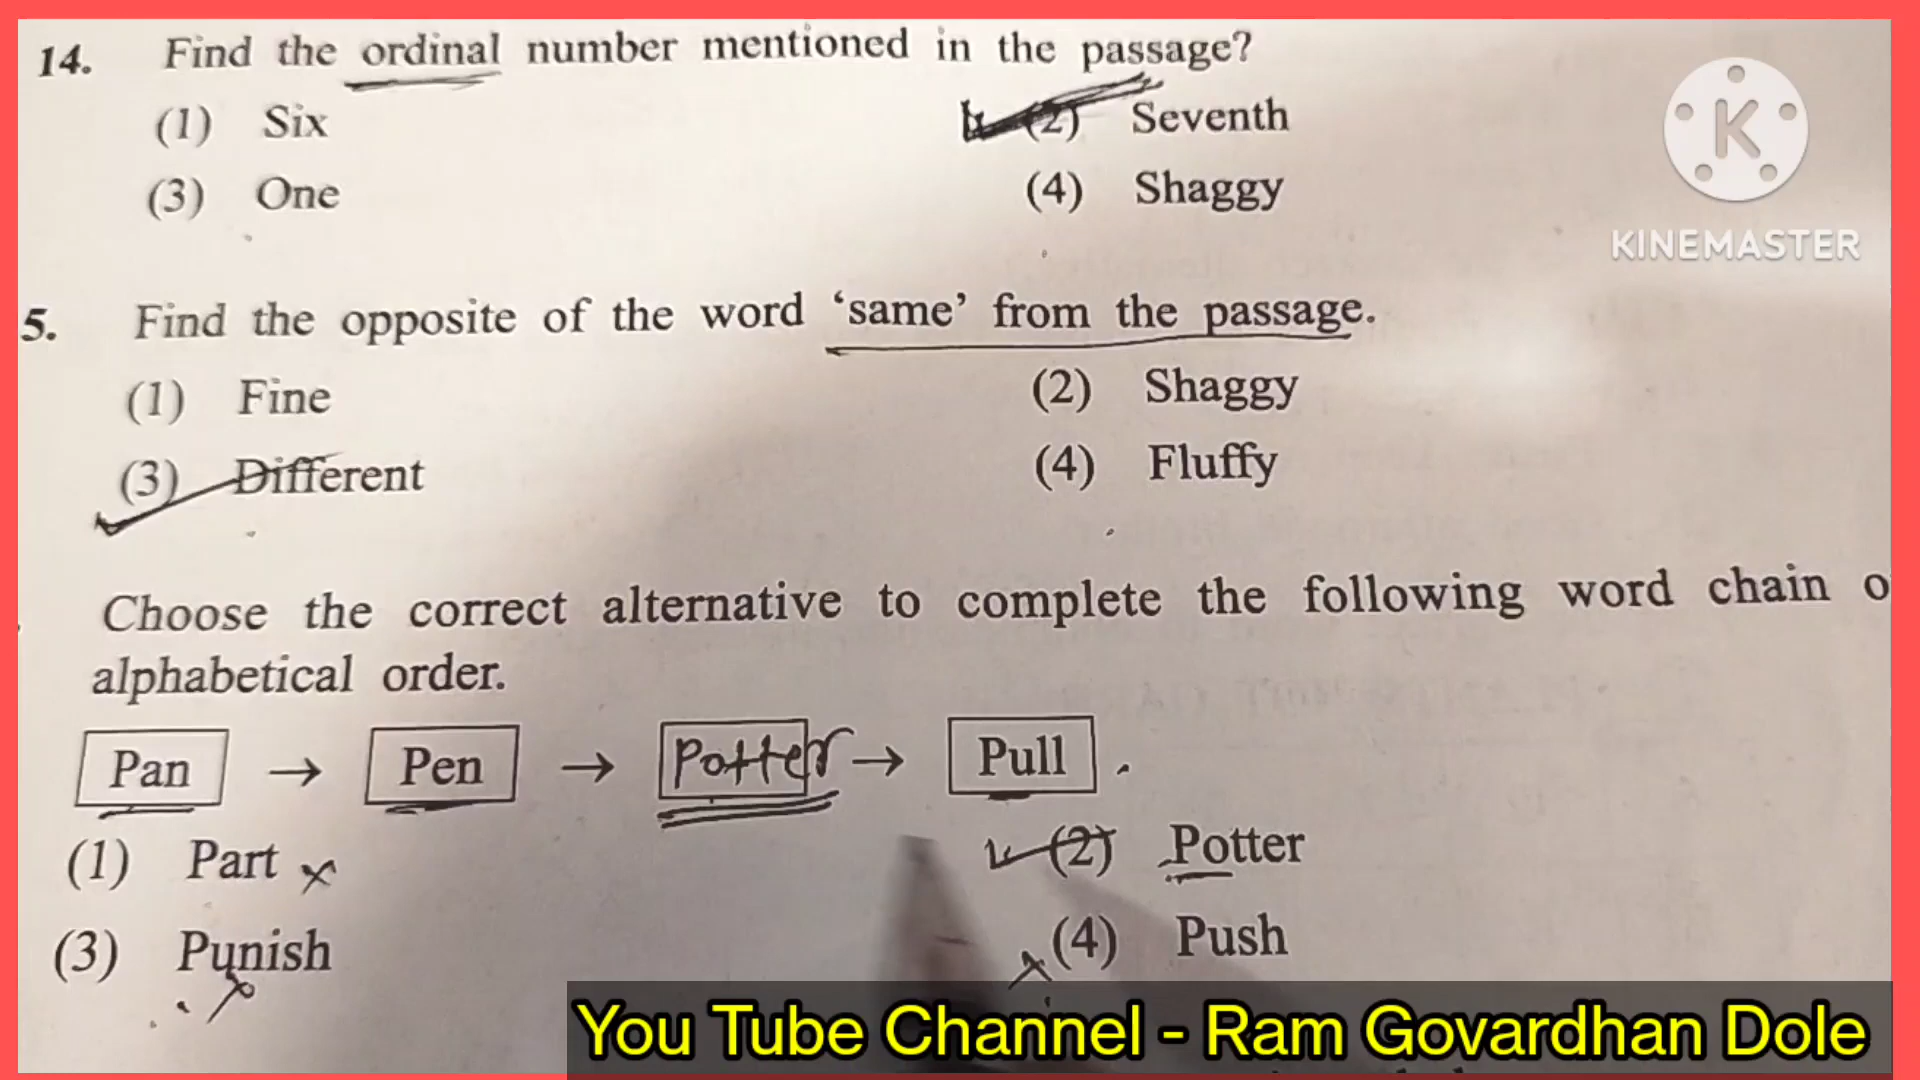 14. Find the ordinal number mentioned in the passage?
(1) Six (2) Seventh
(3) One (4) Shaggy
K
KINEMASTER
5. Find the opposite of the word ‘same’ from the passage.
(1) Fine (2) Shaggy
(3) Different (4) Fluffy
Choose the correct alternative to complete the following word chain o
alphabetical order.
Pan → Pen → Potter → Pull .
(1) Part × (2) Potter
(3) Punish (4) Push
You Tube Channel - Ram Govardhan Dole